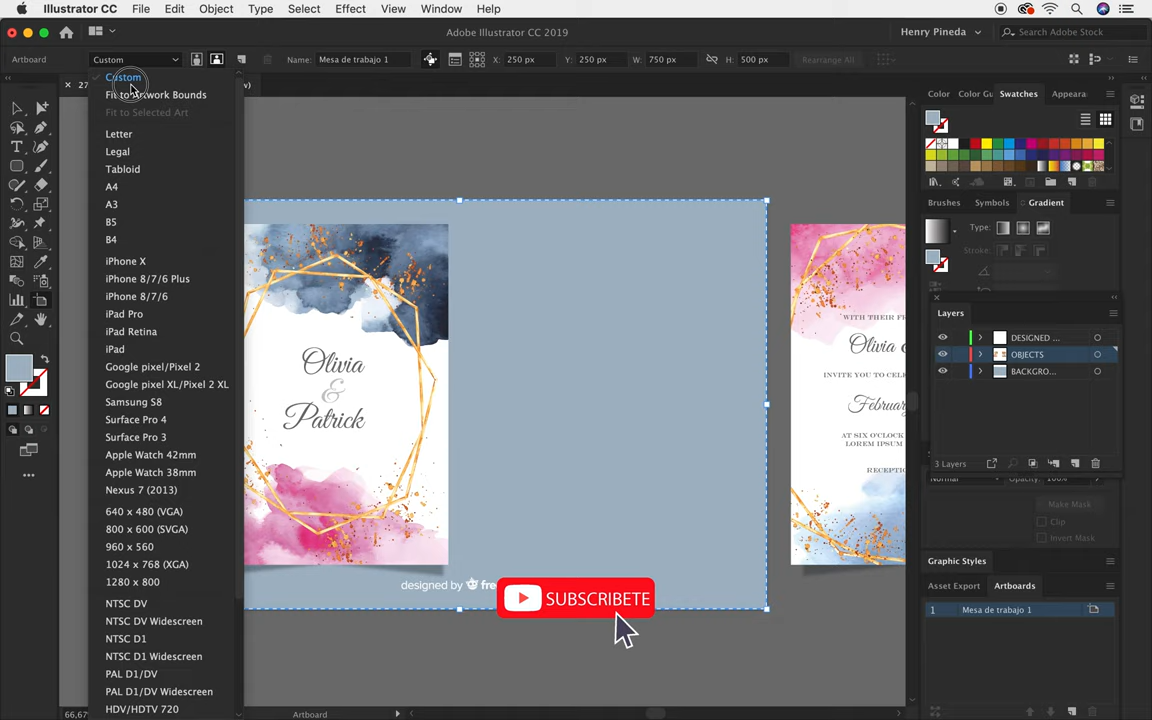 Illustrator CC File Edit Object Type Select Effect View Window Help
Adobe Illustrator CC 2019
Henry Pineda
Search Adobe Stock
Artboard
Custom
Name: Mesa de trabajo 1
X: 250 px
Y: 250 px
W: 750 px
H: 500 px
Rearrange All
× 27
Custom
Fit to Artwork Bounds
Fit to Selected Art
Letter
Legal
Tabloid
A4
A3
B5
B4
iPhone X
iPhone 8/7/6 Plus
iPhone 8/7/6
iPad Pro
iPad Retina
iPad
Google pixel/Pixel 2
Google pixel XL/Pixel 2 XL
Samsung S8
Surface Pro 4
Surface Pro 3
Apple Watch 42mm
Apple Watch 38mm
Nexus 7 (2013)
640 x 480 (VGA)
800 x 600 (SVGA)
960 x 560
1024 x 768 (XGA)
1280 x 800
NTSC DV
NTSC DV Widescreen
NTSC D1
NTSC D1 Widescreen
PAL D1/DV
PAL D1/DV Widescreen
HDV/HDTV 720
Olivia
&
Patrick
designed by
SUBSCRIBETE
WITH THEIR
INVITE YOU TO CELEBR
AT SIX O'CLOCK
RECEPTI
Color Color Gu Swatches Appeara
Brushes Symbols Gradient
Type:
Stroke:
Layers
DESIGNED ...
OBJECTS
BACKGRO...
3 Layers
Normal
Opacity: 100%
Make Mask
Clip
Invert Mask
Graphic Styles
Asset Export Artboards
1 Mesa de trabajo 1
66,67
Artboard